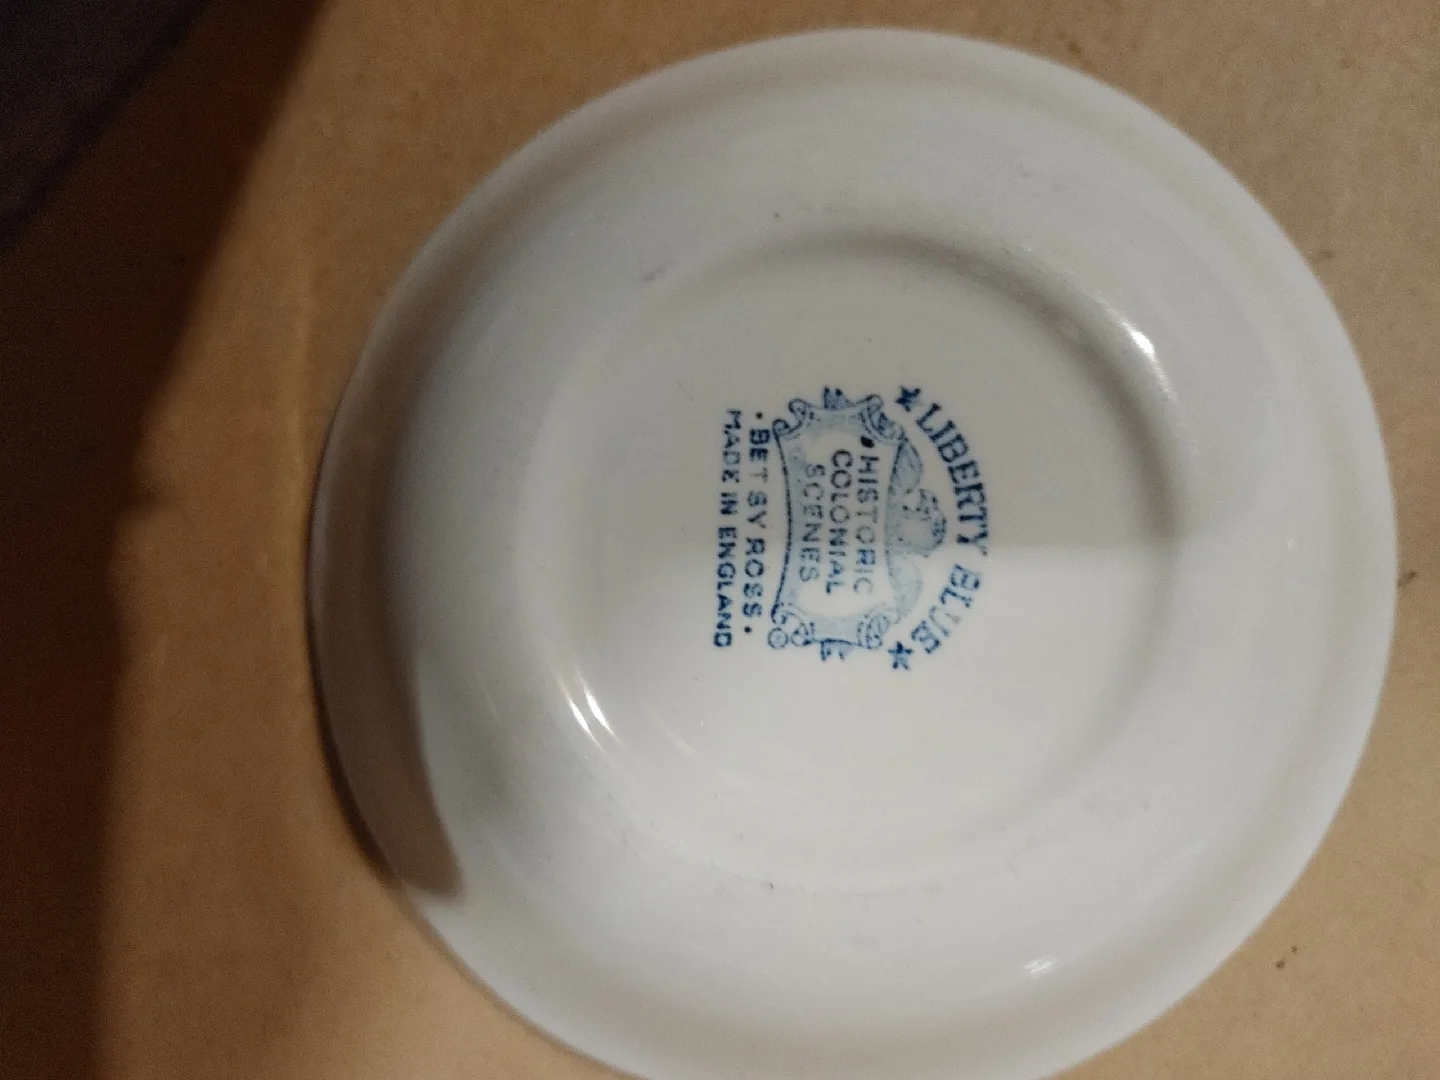 ★ LIBERTY BLUE ★
HISTORIC
COLONIAL
SCENES
• BETSY ROSS •
MADE IN ENGLAND